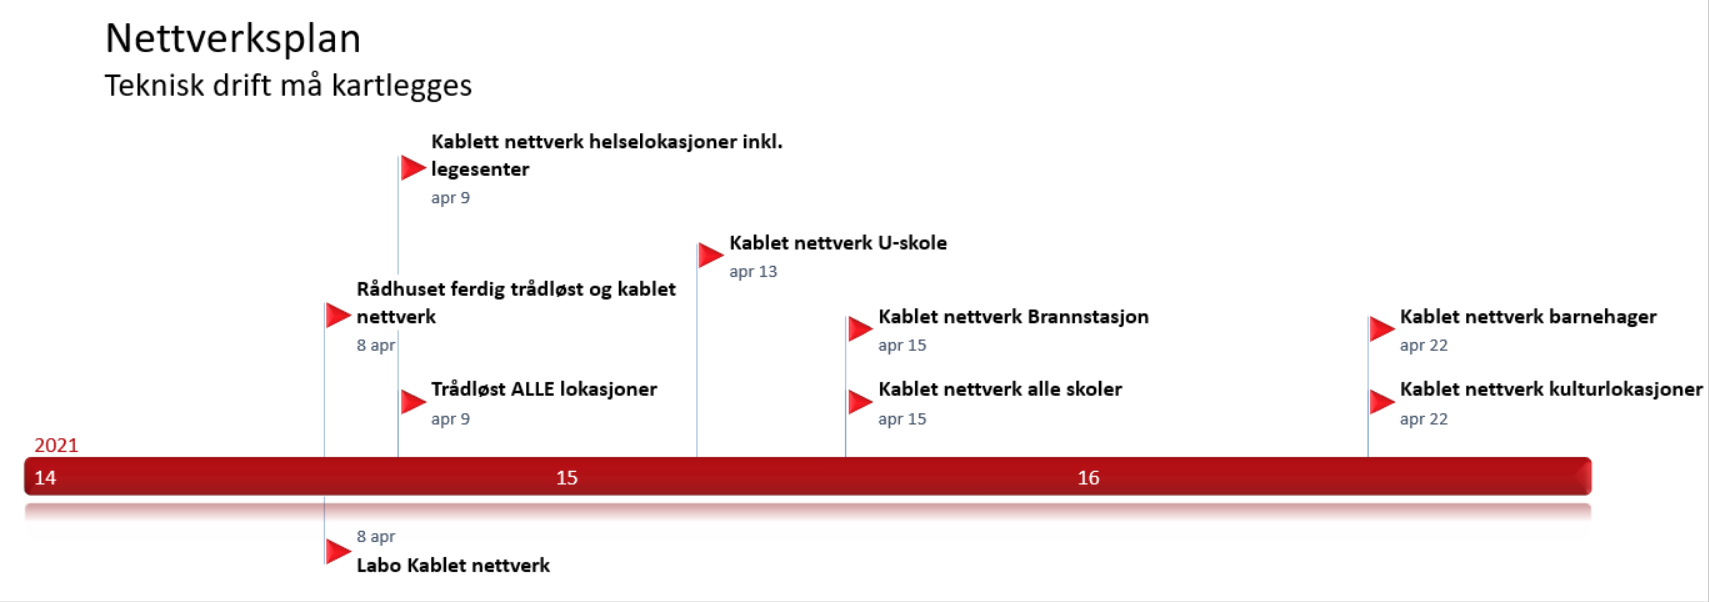 Nettverksplan
Teknisk drift må kartlegges
Kablett nettverk helselokasjoner inkl.
legesenter
apr 9
Kablet nettverk U-skole
apr 13
Rådhuset ferdig trådløst og kablet
nettverk
8 apr
Kablet nettverk Brannstasjon
apr 15
Kablet nettverk barnehager
apr 22
Trådløst ALLE lokasjoner
apr 9
Kablet nettverk alle skoler
apr 15
Kablet nettverk kulturlokasjoner
apr 22
2021
14 15 16
8 apr
Labo Kablet nettverk